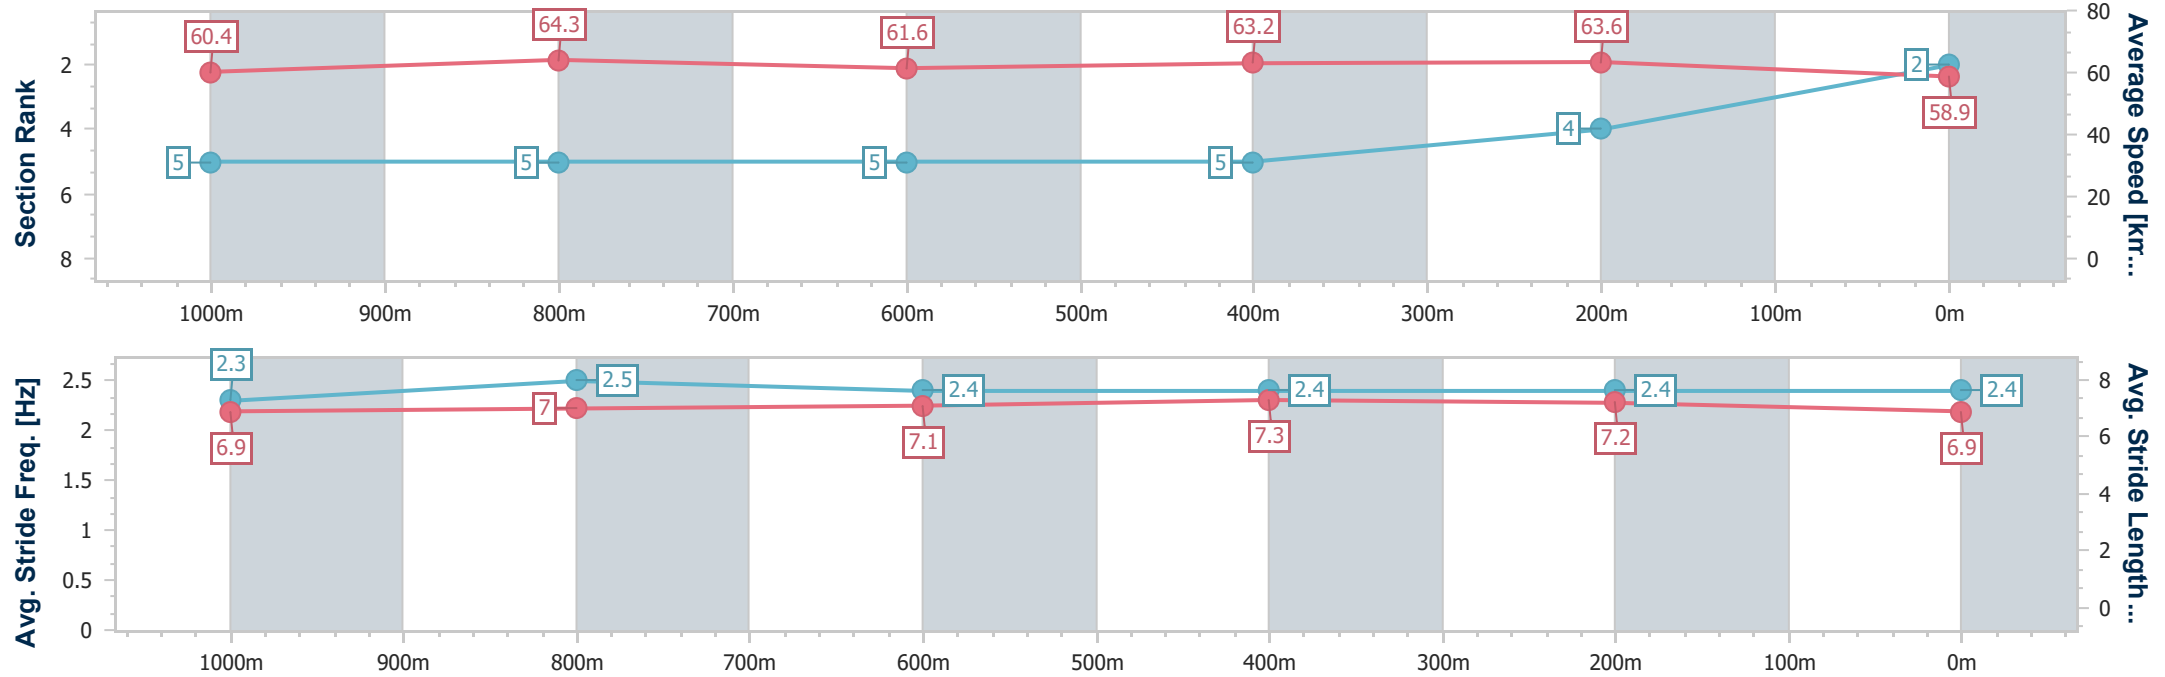 Section Rank
2
4
6
8
60.4
64.3
61.6
63.2
63.6
58.9
5
5
5
5
4
2
80
60
40
20
0
Average Speed [km...
1000m
900m
800m
700m
600m
500m
400m
300m
200m
100m
0m
Avg. Stride Freq. [Hz]
2.5
2
1.5
1
0.5
0
2.3
2.5
2.4
2.4
2.4
2.4
6.9
7
7.1
7.3
7.2
6.9
8
6
4
2
0
Avg. Stride Length...
1000m
900m
800m
700m
600m
500m
400m
300m
200m
100m
0m